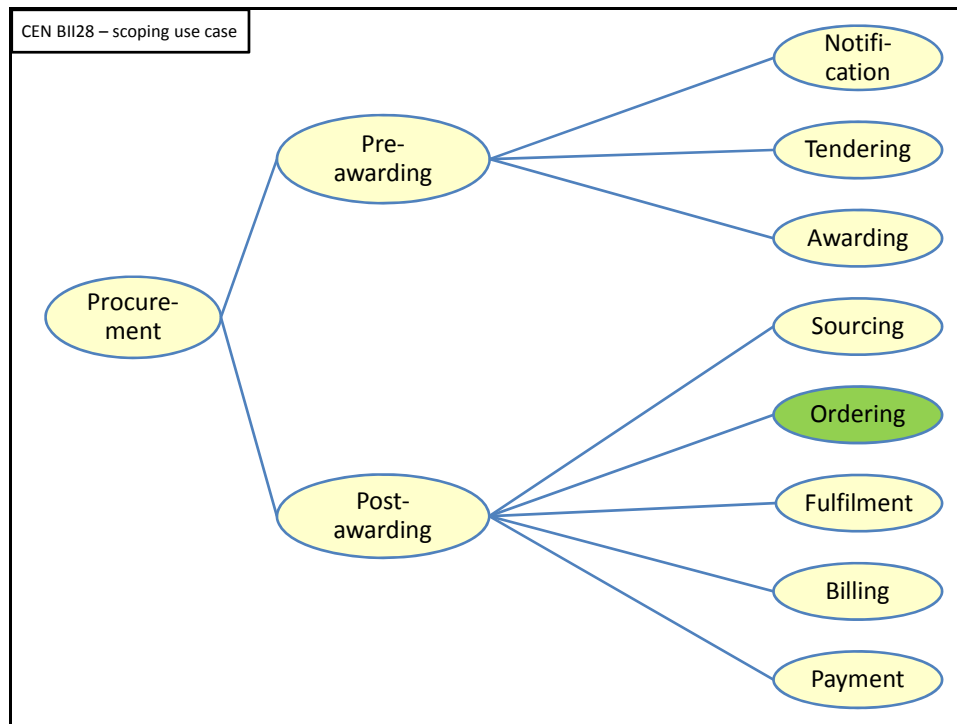 CEN BII28 – scoping use case
Notifi-
cation
Pre-
awarding
Tendering
Awarding
Procure-
ment
Sourcing
Ordering
Post-
awarding
Fulfilment
Billing
Payment